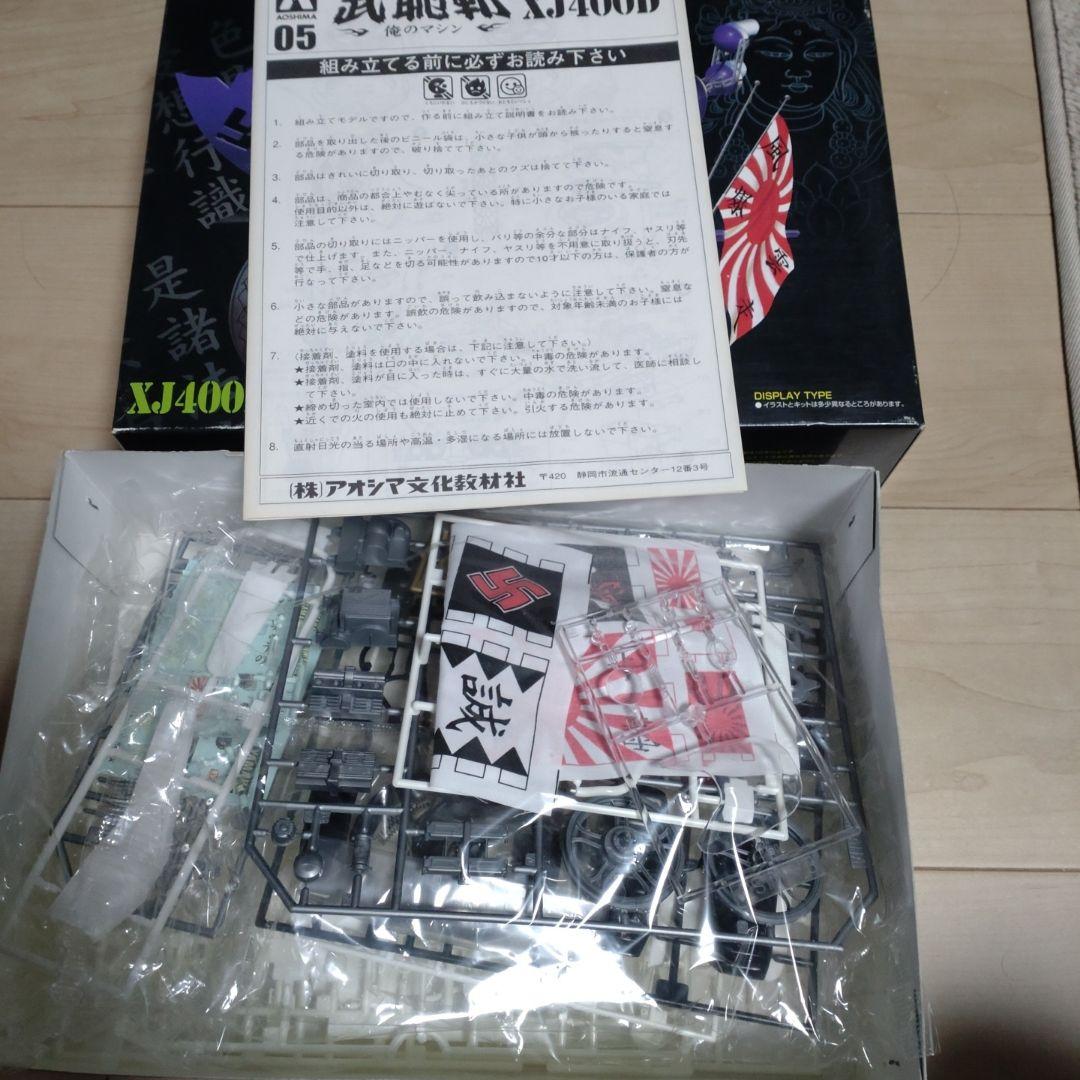 AOSHIMA
05
XJ400D
俺のマシン
組み立てる前に必ずお読み下さい
1. 組み立てモデルですので、作る前に組み立て説明書をお読み下さい。
2. 部品を取り出した後のビニール袋は、小さな子供が頭から被ったりすると窒息す
る危険がありますので、破り捨てて下さい。
3. 部品はきれいに切り取り、切り取ったあとのクズは捨てて下さい。
4. 部品は、商品の都合上やむなく尖っている所がありますので危険です。
使用目的以外は、絶対に遊ばないで下さい。特に小さなお子様のいる家庭では
注意して下さい。
5. 部品の切り取りにはニッパーを使用し、バリ等の余分な部分はナイフ、ヤスリ等
で仕上げます。また、ニッパー、ナイフ、ヤスリ等を不用意に取り扱うと、刃先
等で手、指、足などを切る可能性がありますので10才以下の方は、保護者の方が
行なって下さい。
6. 小さな部品がありますので、誤って飲み込まないように注意して下さい。窒息な
どの危険があります。誤飲の危険がありますので、対象年齢未満のお子様には
絶対に与えないで下さい。
7. (接着剤、塗料を使用する場合は、下記に注意して下さい。)
★接着剤、塗料は口の中に入れないで下さい。中毒の危険があります。
★接着剤、塗料が目に入った時は、すぐに大量の水で洗い流して、医師に相談し
て下さい。
★締め切った室内では使用しないで下さい。中毒の危険があります。
★近くでの火の使用も絶対に止めて下さい。引火する危険があります。
8. 直射日光の当る場所や高温・多湿になる場所には放置しないで下さい。
(株)アオシマ文化教材社 〒420 静岡市流通センター12番3号
色
想行識
是諸
XJ400
風
雲
DISPLAY TYPE
●イラストとキットは多少異なるところがあります。
誠